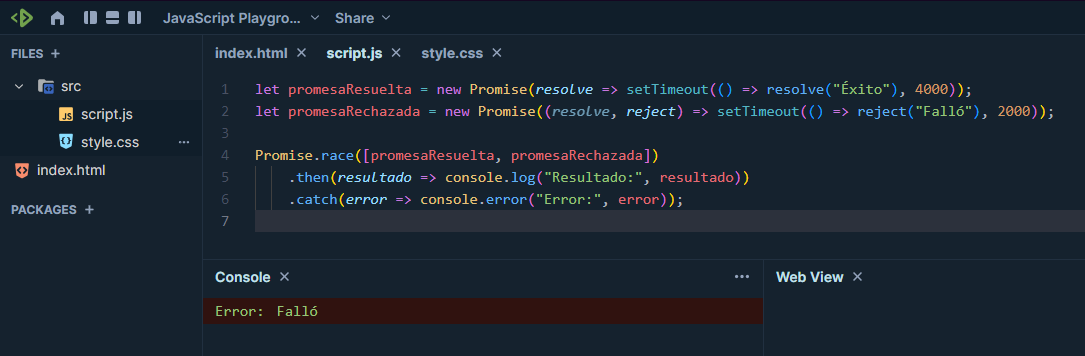 JavaScript Playgro... Share
FILES +
src
JS script.js
style.css ...
index.html
PACKAGES +
index.html × script.js × style.css ×
1 let promesaResuelta = new Promise(resolve => setTimeout(() => resolve("Éxito"), 4000));
2 let promesaRechazada = new Promise((resolve, reject) => setTimeout(() => reject("Falló"), 2000));
3
4 Promise.race([promesaResuelta, promesaRechazada])
5     .then(resultado => console.log("Resultado:", resultado))
6     .catch(error => console.error("Error:", error));
7
Console × ...
Error: Falló
Web View ×